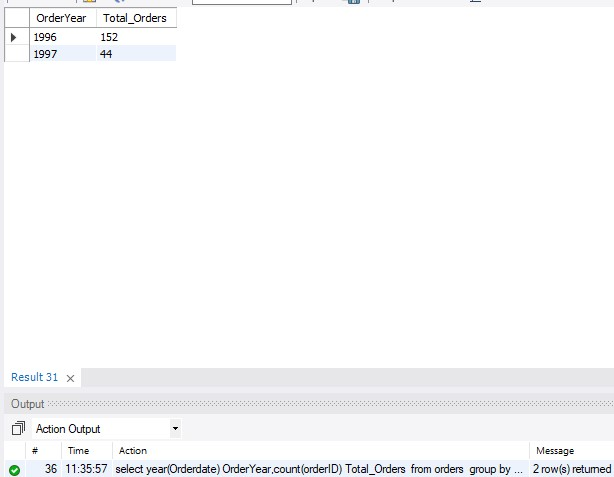 OrderYear Total_Orders
1996 152
1997 44
Result 31
Output
Action Output
# Time Action Message
36 11:35:57 select year(Orderdate) OrderYear,count(orderID) Total_Orders from orders group by ... 2 row(s) returned